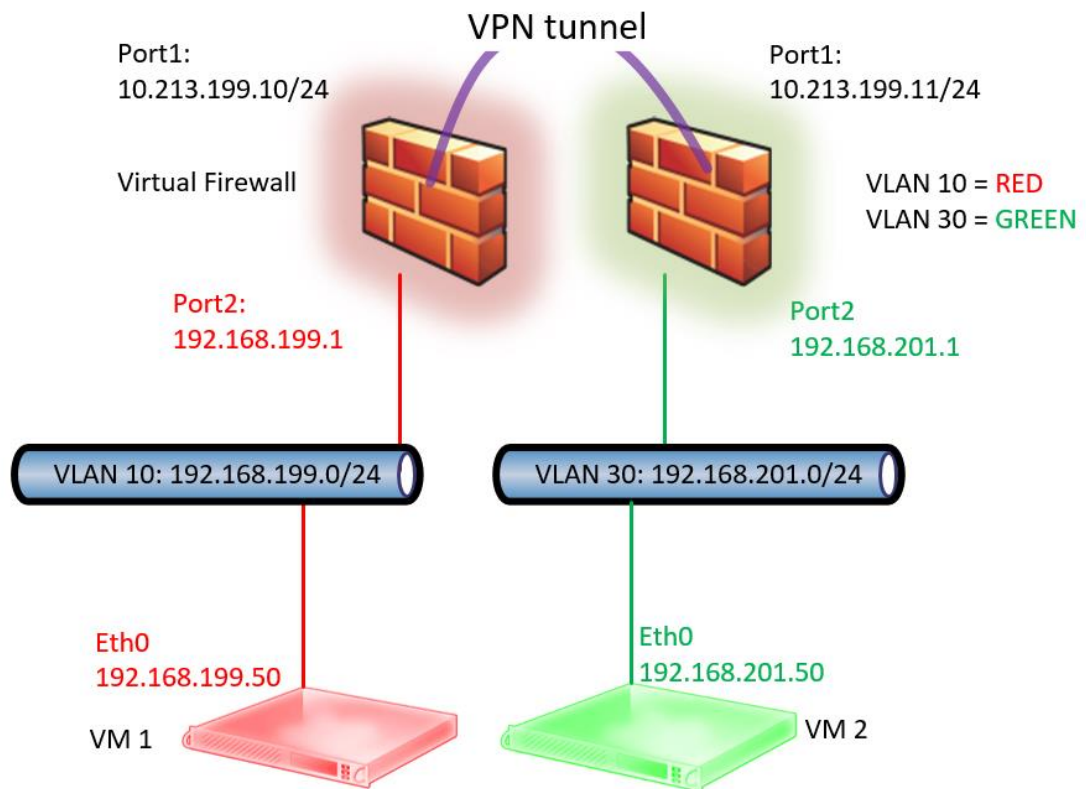 VPN tunnel
Port1:
10.213.199.10/24
Port1:
10.213.199.11/24
Virtual Firewall
VLAN 10 = RED
VLAN 30 = GREEN
Port2:
192.168.199.1
Port2
192.168.201.1
VLAN 10: 192.168.199.0/24
VLAN 30: 192.168.201.0/24
Eth0
192.168.199.50
Eth0
192.168.201.50
VM 1
VM 2